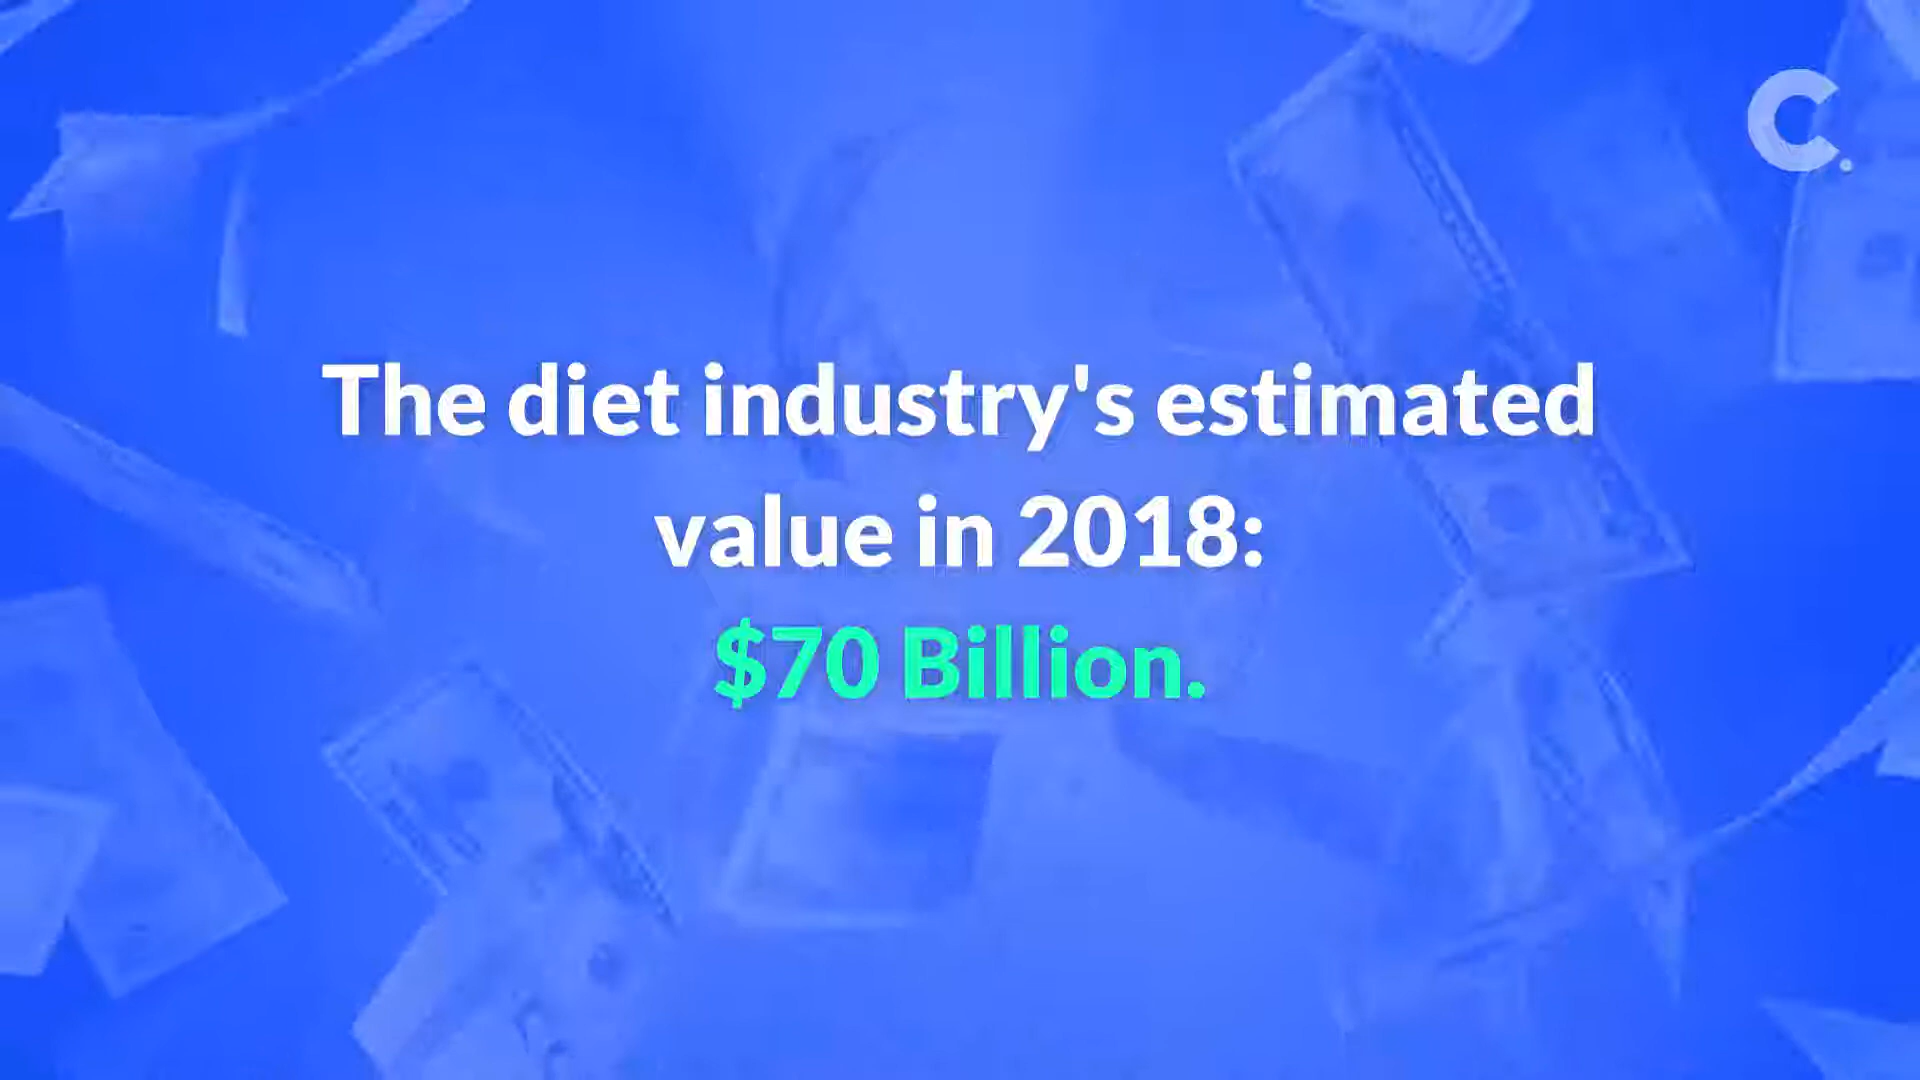 C.
The diet industry's estimated
value in 2018:
$70 Billion.